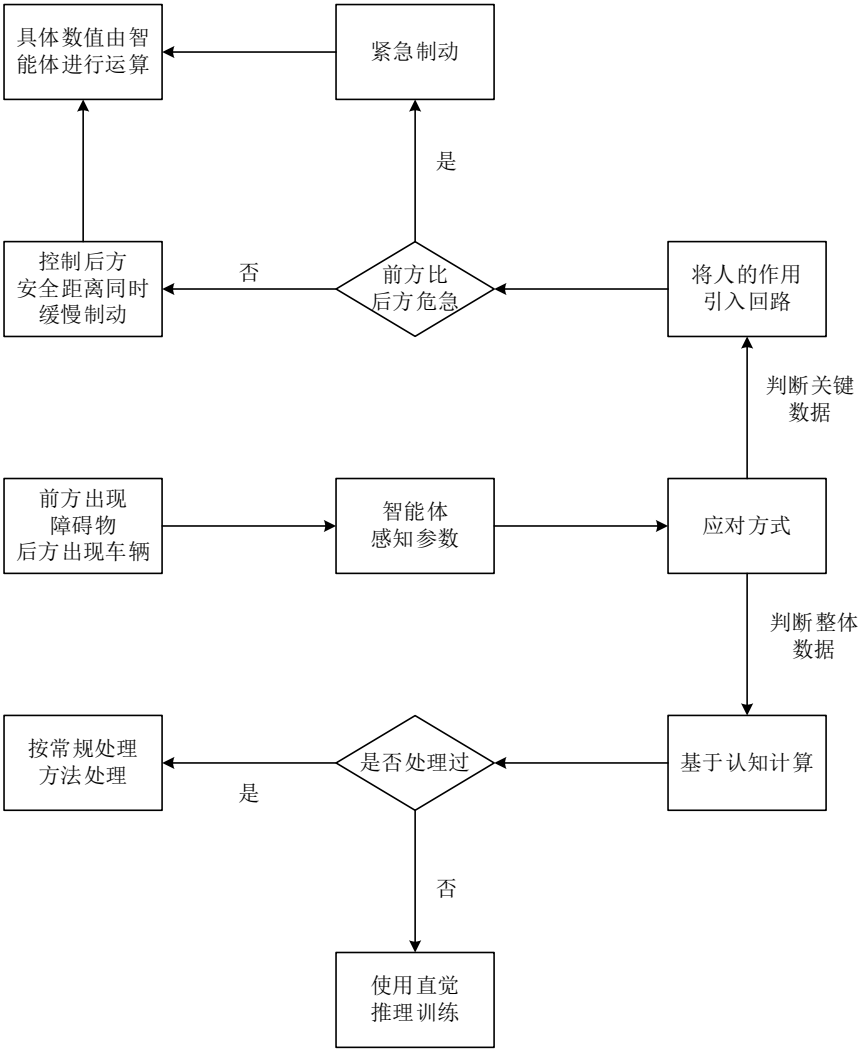 具体数值由智
能体进行运算
紧急制动
是
控制后方
安全距离同时
缓慢制动
否
前方比
后方危急
将人的作用
引入回路
判断关键
数据
前方出现
障碍物
后方出现车辆
智能体
感知参数
应对方式
判断整体
数据
按常规处理
方法处理
是
是否处理过
基于认知计算
否
使用直觉
推理训练